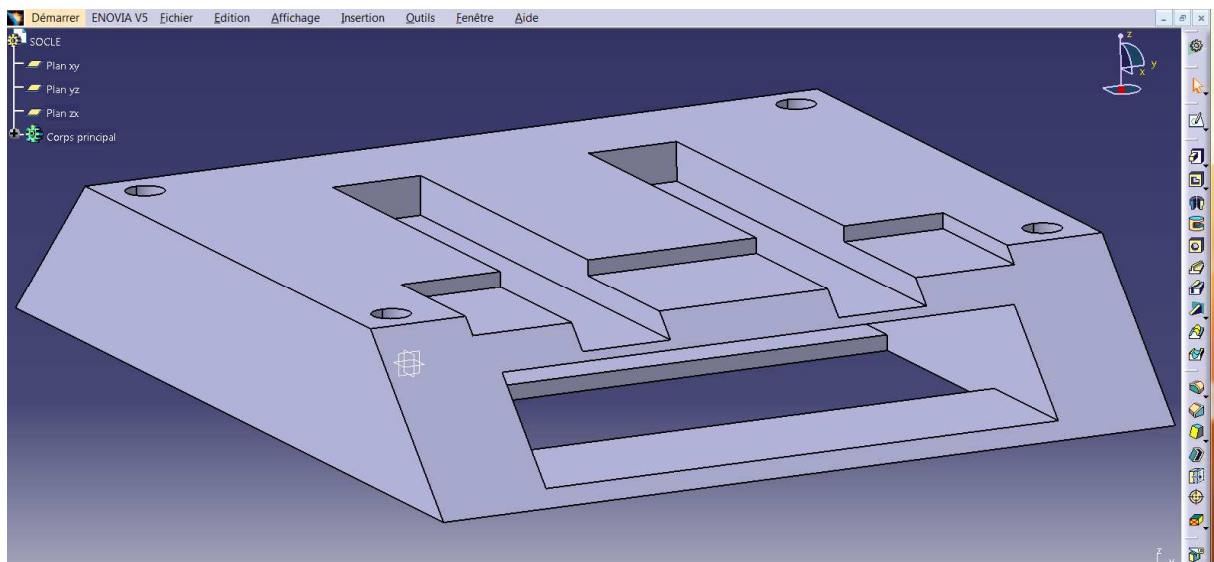 Démarrer ENOVIA V5 Fichier Edition Affichage Insertion Outils Fenêtre Aide
SOCLE
Plan xy
Plan yz
Plan zx
Corps principal
z
y
x
z